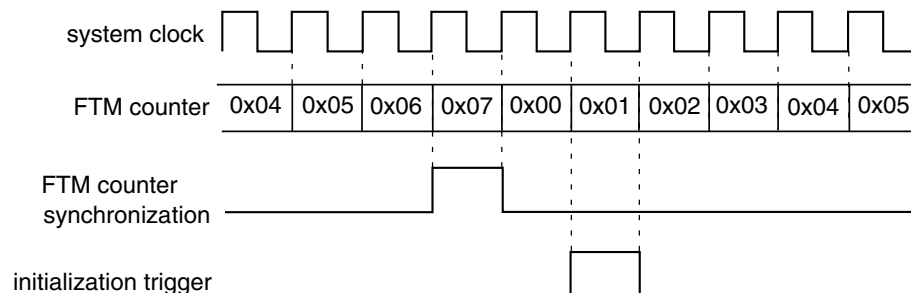 system clock
FTM counter 0x04 0x05 0x06 0x07 0x00 0x01 0x02 0x03 0x04 0x05
FTM counter
synchronization
initialization trigger